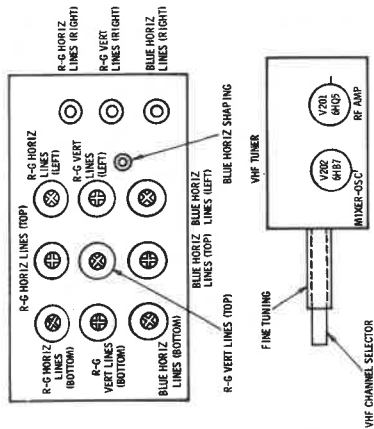 R-G HORIZ
LINES (RIGHT)
R-G VERT
LINES (RIGHT)
BLUE HORIZ
LINES (RIGHT)
R-G HORIZ
LINES
(LEFT)
R-G VERT
LINES
(LEFT)
BLUE HORIZ SHAPING
R-G HORIZ LINES (TOP)
BLUE HORIZ
LINES (TOP)
BLUE HORIZ
LINES (LEFT)
R-G HORIZ
LINES
(BOTTOM)
R-G
VERT LINES
(BOTTOM)
BLUE HORIZ
LINES (BOTTOM)
R-G VERT LINES (TOP)
VHF TUNER
V201
6HQ5
RF AMP
V202
6HB7
MIXER-OSC
FINE TUNING
VHF CHANNEL SELECTOR